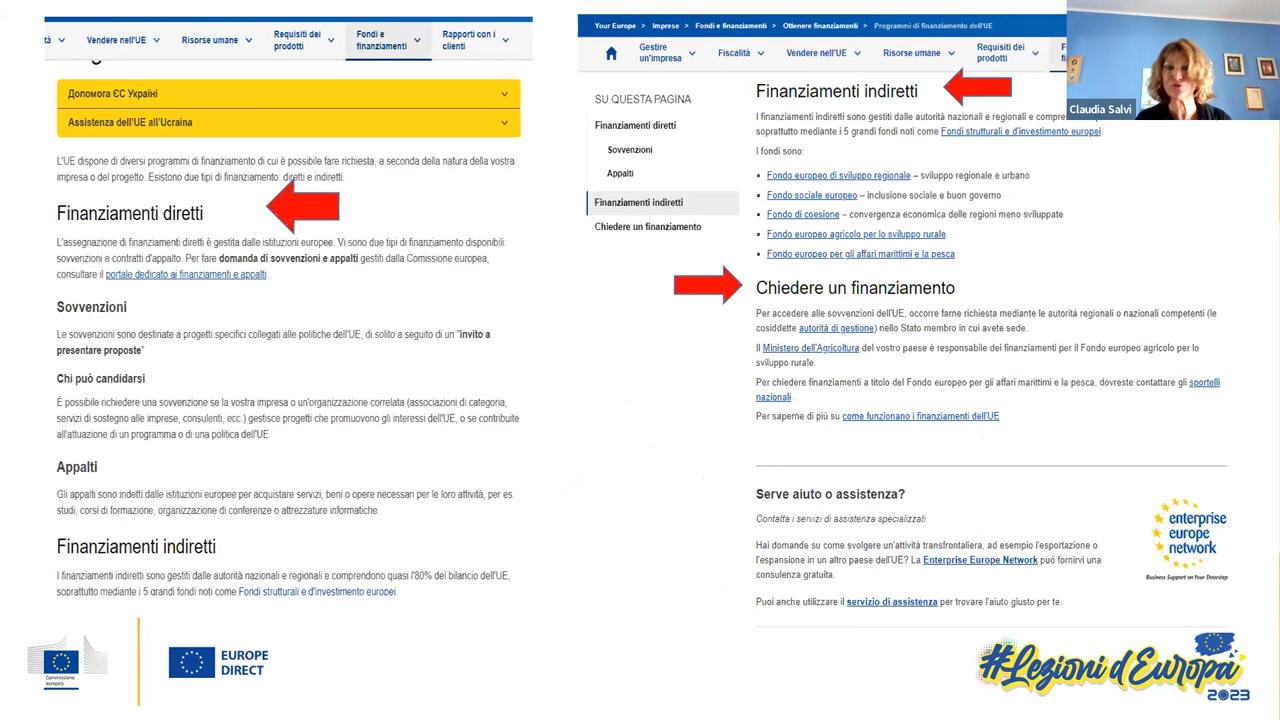 tà
Vendere nell'UE
Risorse umane
Requisiti dei
prodotti
Fondi e
finanziamenti
Rapporti con i
clienti
Допомога ЄС Україні
Assistenza dell'UE all'Ucraina
L'UE dispone di diversi programmi di finanziamento di cui è possibile fare richiesta, a seconda della natura della vostra
impresa o del progetto. Esistono due tipi di finanziamento: diretti e indiretti.
Finanziamenti diretti
L'assegnazione di finanziamenti diretti è gestita dalle istituzioni europee. Vi sono due tipi di finanziamento disponibili:
sovvenzioni e contratti d'appalto. Per fare domanda di sovvenzioni e appalti gestiti dalla Comissione europea,
consultare il portale dedicato ai finanziamenti e appalti .
Sovvenzioni
Le sovvenzioni sono destinate a progetti specifici collegati alle politiche dell'UE, di solito a seguito di un "invito a
presentare proposte"
Chi può candidarsi
È possibile richiedere una sovvenzione se la vostra impresa o un'organizzazione correlata (associazioni di categoria,
servizi di sostegno alle imprese, consulenti, ecc.) gestisce progetti che promuovono gli interessi dell'UE, o se contribuite
all'attuazione di un programma o di una politica dell'UE.
Appalti
Gli appalti sono indetti dalle istituzioni europee per acquistare servizi, beni o opere necessari per le loro attività, per es.
studi, corsi di formazione, organizzazione di conferenze o attrezzature informatiche.
Finanziamenti indiretti
I finanziamenti indiretti sono gestiti dalle autorità nazionali e regionali e comprendono quasi l'80% del bilancio dell'UE,
soprattutto mediante i 5 grandi fondi noti come Fondi strutturali e d'investimento europei.
Commissione
europea
EUROPE
DIRECT
Your Europe > Imprese > Fondi e finanziamenti > Ottenere finanziamenti > Programmi di finanziamento dell'UE
Gestire
un'impresa
Fiscalità
Vendere nell'UE
Risorse umane
Requisiti dei
prodotti
Claudia Salvi
SU QUESTA PAGINA
Finanziamenti diretti
Sovvenzioni
Appalti
Finanziamenti indiretti
Chiedere un finanziamento
Finanziamenti indiretti
I finanziamenti indiretti sono gestiti dalle autorità nazionali e regionali e compre
soprattutto mediante i 5 grandi fondi noti come Fondi strutturali e d'investimento europei.
I fondi sono:
Fondo europeo di sviluppo regionale – sviluppo regionale e urbano
Fondo sociale europeo – inclusione sociale e buon governo
Fondo di coesione – convergenza economica delle regioni meno sviluppate
Fondo europeo agricolo per lo sviluppo rurale
Fondo europeo per gli affari marittimi e la pesca
Chiedere un finanziamento
Per accedere alle sovvenzioni dell'UE, occorre farne richiesta mediante le autorità regionali o nazionali competenti (le
cosiddette autorità di gestione) nello Stato membro in cui avete sede.
Il Ministero dell'Agricoltura del vostro paese è responsabile dei finanziamenti per il Fondo europeo agricolo per lo
sviluppo rurale.
Per chiedere finanziamenti a titolo del Fondo europeo per gli affari marittimi e la pesca, dovreste contattare gli sportelli
nazionali .
Per saperne di più su come funzionano i finanziamenti dell'UE
Serve aiuto o assistenza?
Contatta i servizi di assistenza specializzati
Hai domande su come svolgere un'attività transfrontaliera, ad esempio l'esportazione o
l'espansione in un altro paese dell'UE? La Enterprise Europe Network può fornirvi una
consulenza gratuita.
Puoi anche utilizzare il servizio di assistenza per trovare l'aiuto giusto per te.
enterprise
europe
network
Business Support on Your Doorstep
#Lezioni d'Europa
2023